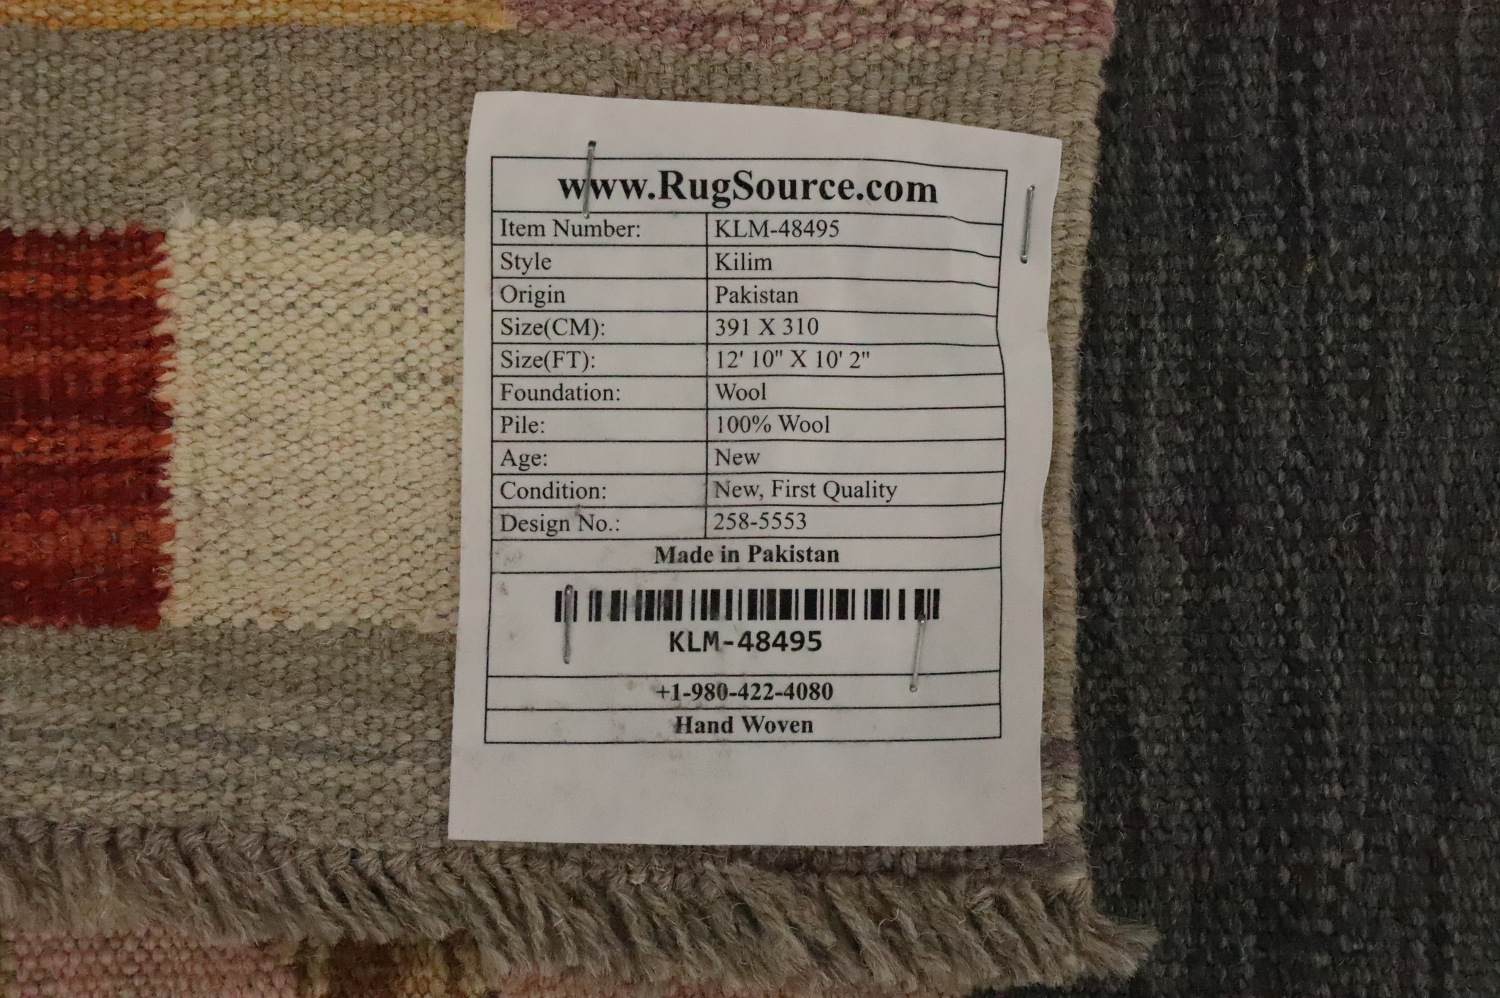 www.RugSource.com
Item Number: KLM-48495
Style Kilim
Origin Pakistan
Size(CM): 391 X 310
Size(FT): 12' 10" X 10' 2"
Foundation: Wool
Pile: 100% Wool
Age: New
Condition: New, First Quality
Design No.: 258-5553
Made in Pakistan
KLM-48495
+1-980-422-4080
Hand Woven